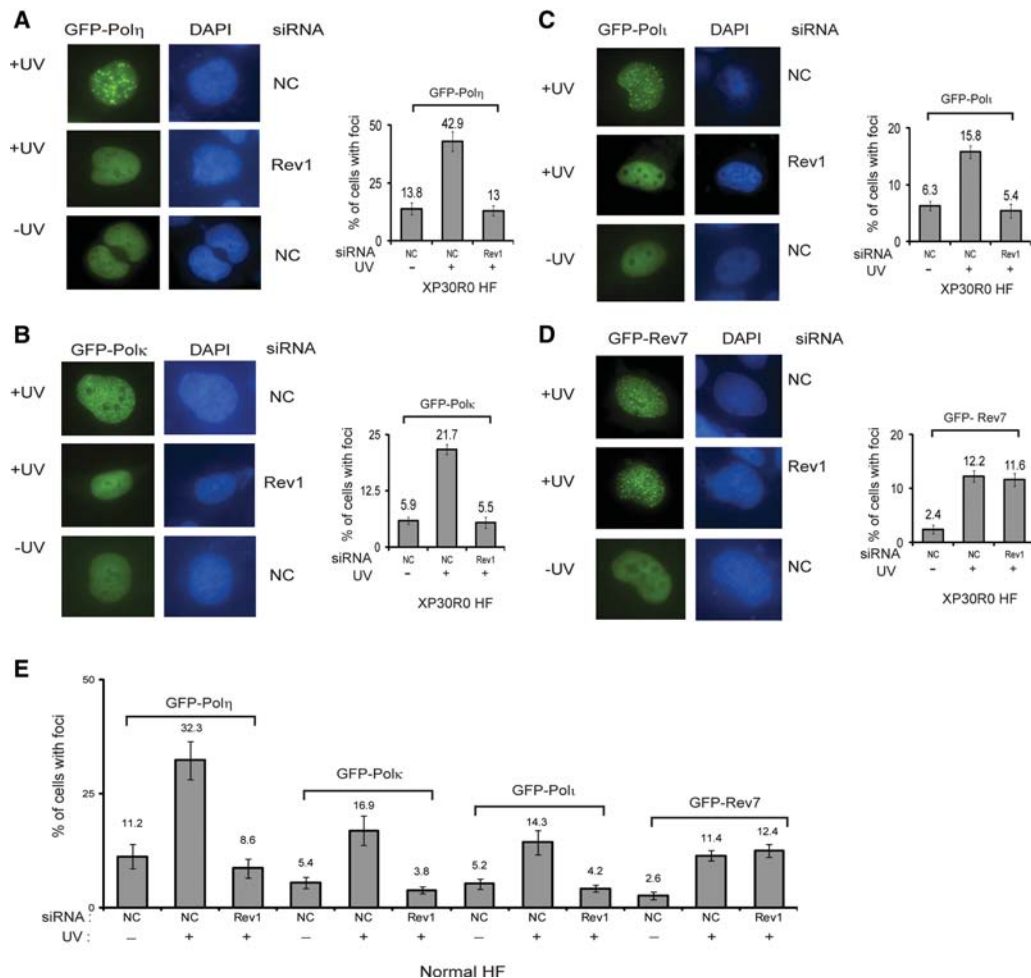 A
GFP-Polη DAPI siRNA
+UV NC
+UV Rev1
-UV NC
GFP-Polη
% of cells with foci
50
25
0
13.8 42.9 13
siRNA NC NC Rev1
UV – + +
XP30R0 HF
B
GFP-Polκ DAPI siRNA
+UV NC
+UV Rev1
-UV NC
GFP-Polκ
% of cells with foci
25
12.5
0
5.9 21.7 5.5
siRNA NC NC Rev1
UV – + +
XP30R0 HF
C
GFP-Polι DAPI siRNA
+UV NC
+UV Rev1
-UV NC
GFP-Polι
% of cells with foci
20
10
0
6.3 15.8 5.4
siRNA NC NC Rev1
UV – + +
XP30R0 HF
D
GFP-Rev7 DAPI siRNA
+UV NC
+UV Rev1
-UV NC
GFP- Rev7
% of cells with foci
20
10
0
2.4 12.2 11.6
siRNA NC NC Rev1
UV – + +
XP30R0 HF
E
% of cells with foci
50
25
0
GFP-Polη GFP-Polκ GFP-Polι GFP-Rev7
11.2 32.3 8.6 5.4 16.9 3.8 5.2 14.3 4.2 2.6 11.4 12.4
siRNA : NC NC Rev1 NC NC Rev1 NC NC Rev1 NC NC Rev1
UV : – + + – + + – + + – + +
Normal HF